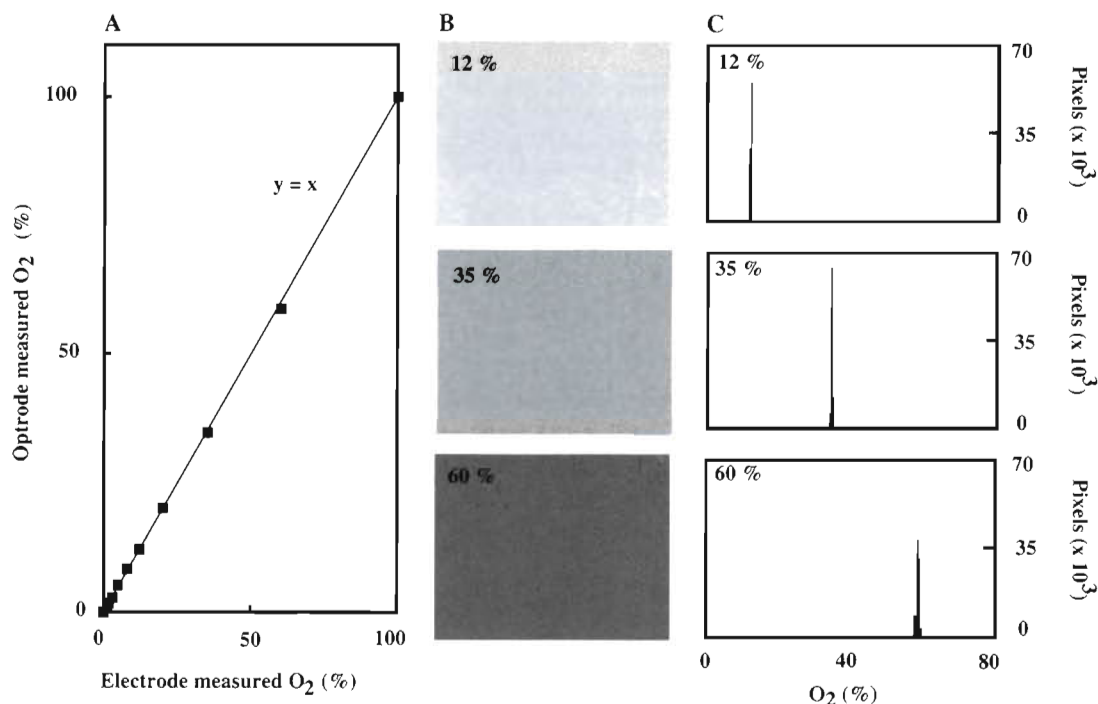 A
100
50
0
0
50
100
y = x
Optrode measured O2 (%)
Electrode measured O2 (%)
B
12 %
35 %
60 %
C
12 %
70
35
0
Pixels (x 10^3)
35 %
70
35
0
Pixels (x 10^3)
60 %
70
35
0
Pixels (x 10^3)
0
40
80
O2 (%)